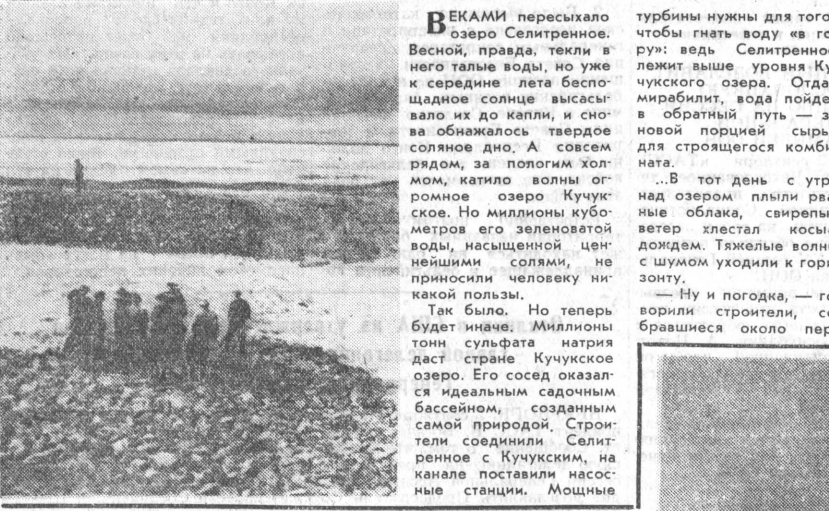 ВЕКАМИ пересыхало
озеро Селитренное.
Весной, правда, текли в
него талые воды, но уже
к середине лета беспо-
щадное солнце высасы-
вало их до капли, и сно-
ва обнажалось твердое
соляное дно. А совсем
рядом, за пологим хол-
мом, катило волны ог-
ромное озеро Кучук-
ское. Но миллионы кубо-
метров его зеленоватой
воды, насыщенной цен-
нейшими солями, не
приносили человеку ни-
какой пользы.
Так было. Но теперь
будет иначе. Миллионы
тонн сульфата натрия
даст стране Кучукское
озеро. Его сосед оказал-
ся идеальным садочным
бассейном, созданным
самой природой. Строи-
тели соединили Селит-
ренное с Кучукским, на
канале поставили насос-
ные станции. Мощные
турбины нужны для того
чтобы гнать воду «в го
ру»: ведь Селитренное
лежит выше уровня Ку
чукского озера. Отда
мирабилит, вода пойде
в обратный путь — з
новой порцией сырь
для строящегося комби
ната.
...В тот день с утр
над озером плыли рва
ные облака, свирепы
ветер хлестал косы
дождем. Тяжелые волн
с шумом уходили к гори
зонту.
— Ну и погодка, — го
ворили строители, со
бравшиеся около пер